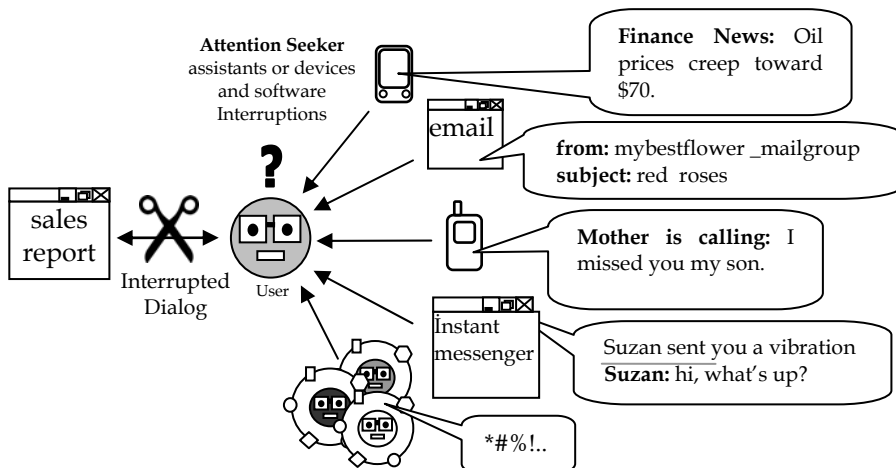 Attention Seeker
assistants or devices
and software
Interruptions
Finance News: Oil
prices creep toward
$70.
email
from: mybestflower _mailgroup
subject: red roses
?
sales
report
Interrupted
Dialog
User
Mother is calling: I
missed you my son.
İnstant
messenger
Suzan sent you a vibration
Suzan: hi, what's up?
*#%!..